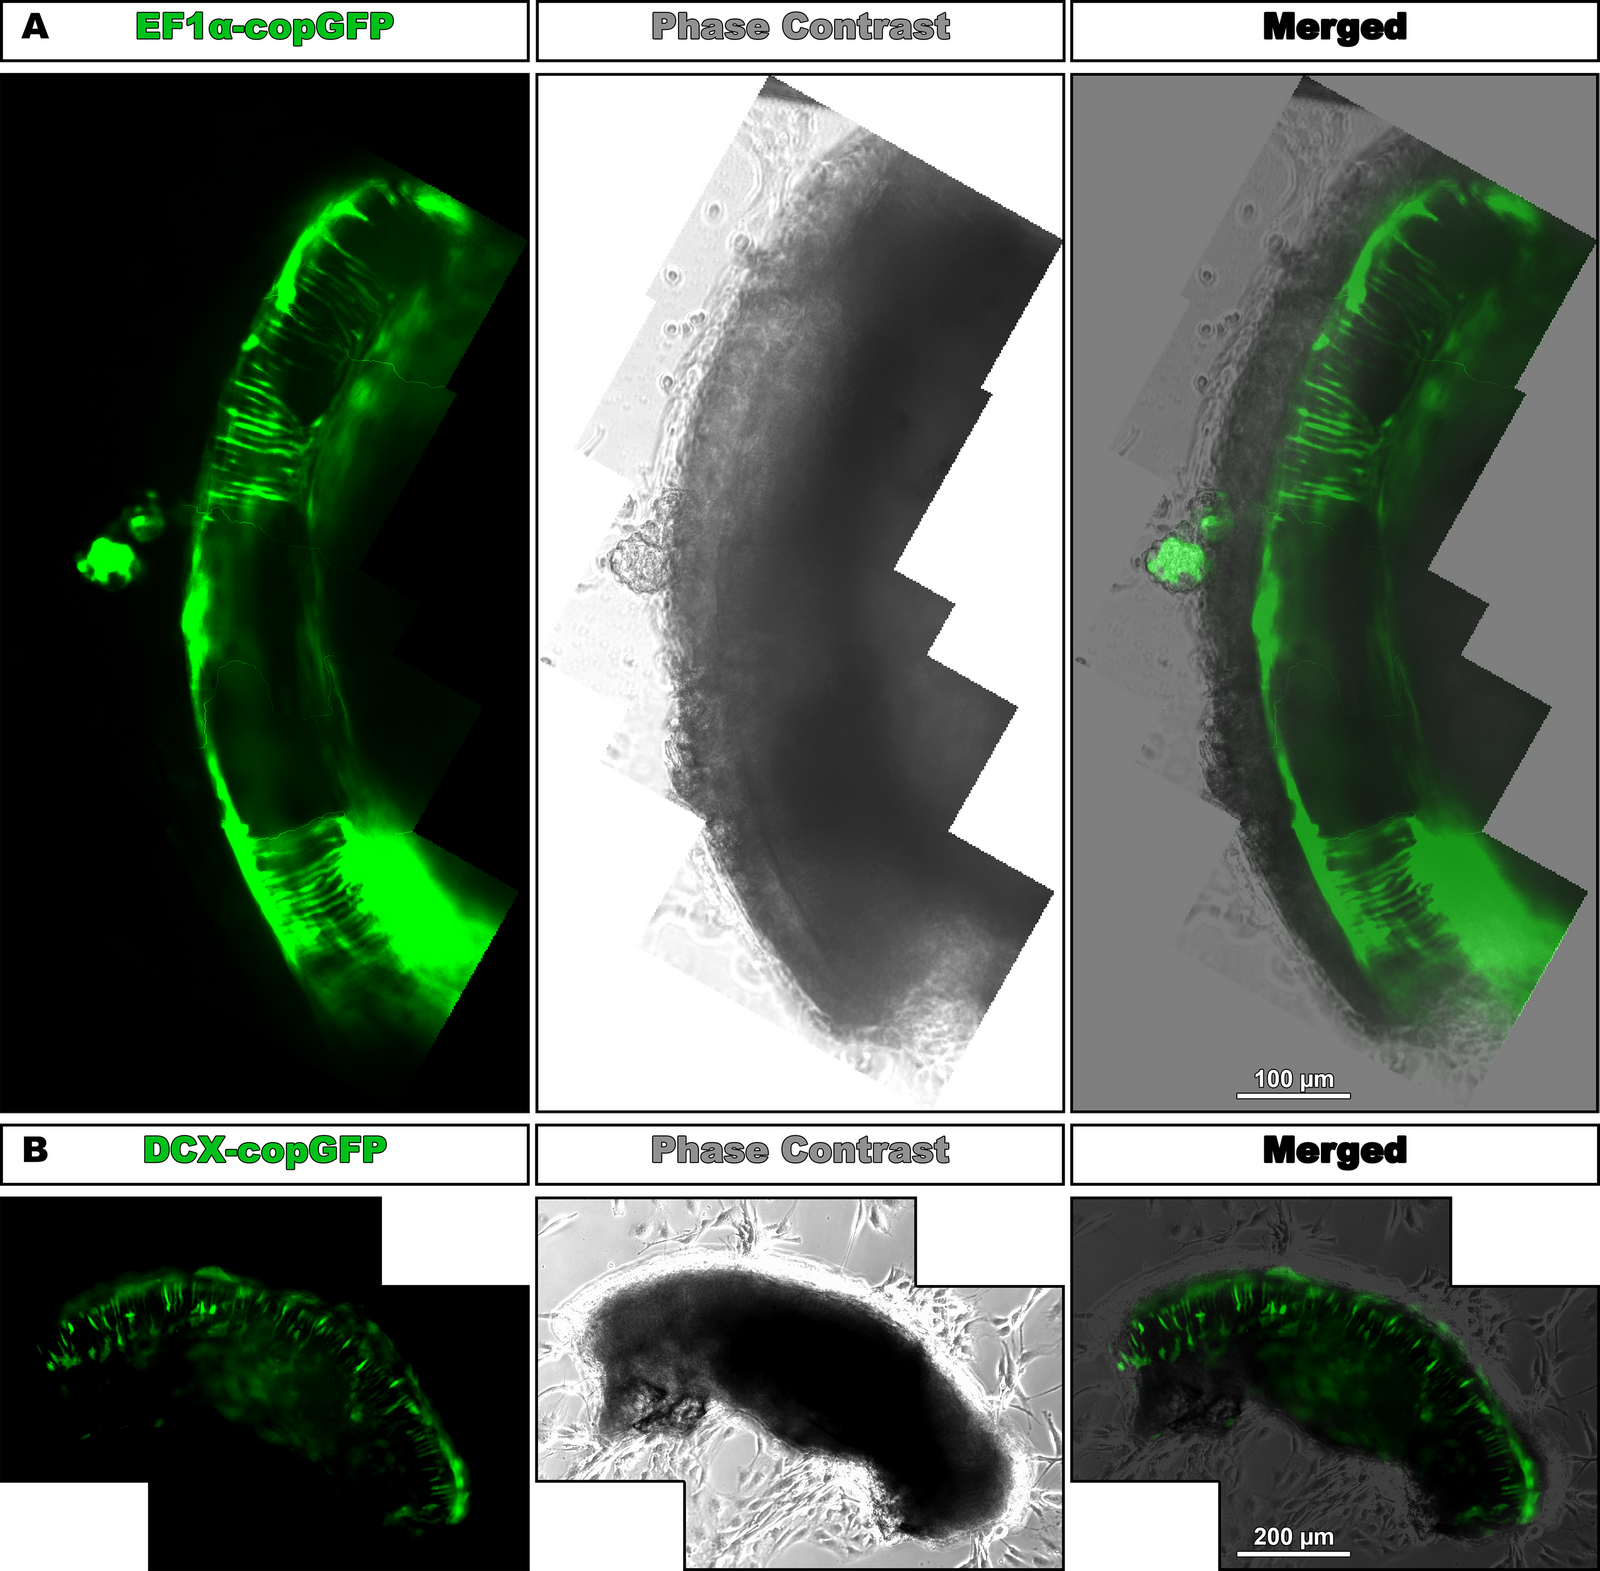 A EF1α-copGFP Phase Contrast Merged
100 µm
B DCX-copGFP Phase Contrast Merged
200 µm